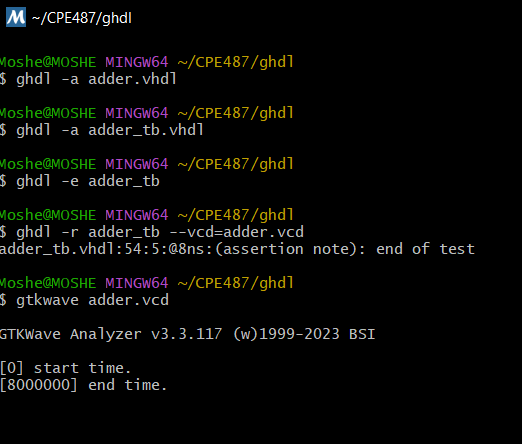 M ~/CPE487/ghdl
Moshe@MOSHE MINGW64 ~/CPE487/ghdl
$ ghdl -a adder.vhdl
Moshe@MOSHE MINGW64 ~/CPE487/ghdl
$ ghdl -a adder_tb.vhdl
Moshe@MOSHE MINGW64 ~/CPE487/ghdl
$ ghdl -e adder_tb
Moshe@MOSHE MINGW64 ~/CPE487/ghdl
$ ghdl -r adder_tb --vcd=adder.vcd
adder_tb.vhdl:54:5:@8ns:(assertion note): end of test
Moshe@MOSHE MINGW64 ~/CPE487/ghdl
$ gtkwave adder.vcd
GTKWave Analyzer v3.3.117 (w)1999-2023 BSI
[0] start time.
[8000000] end time.